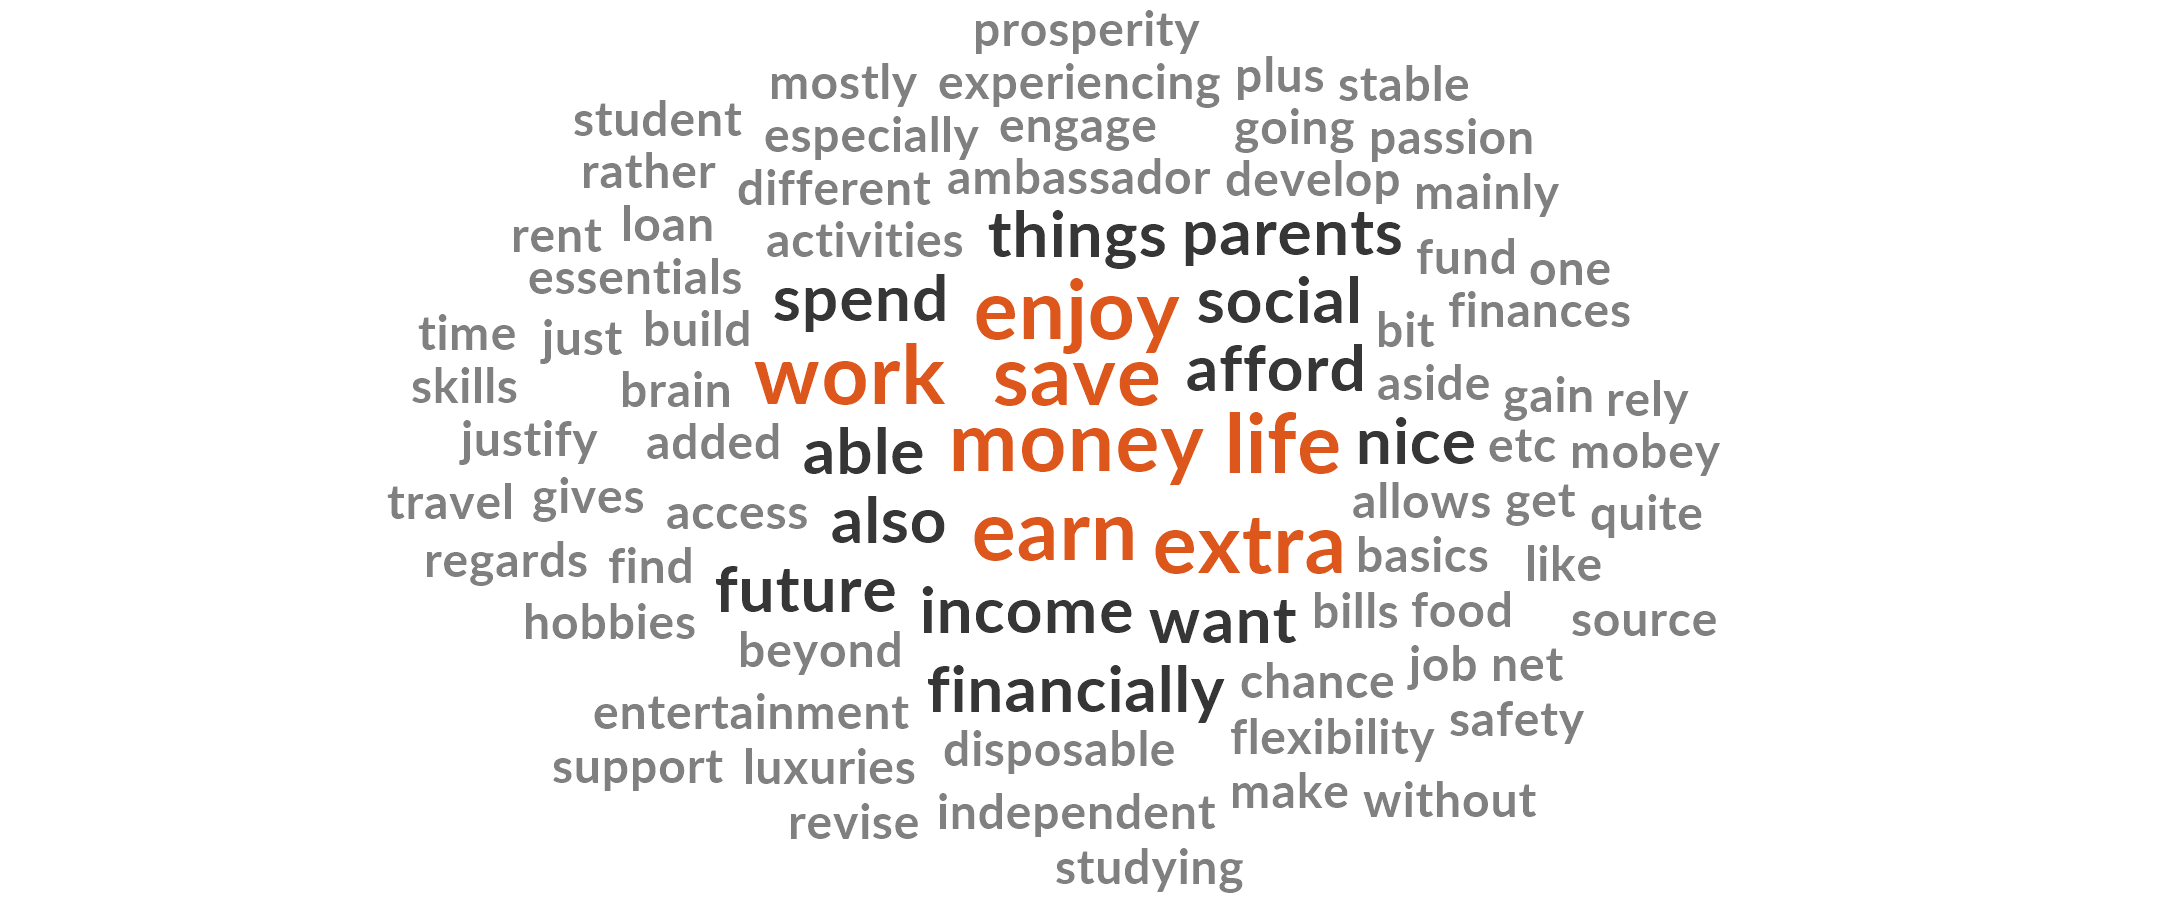 prosperity
mostly experiencing plus stable
student especially engage going passion
rather different ambassador develop mainly
rent loan activities things parents fund one
essentials spend enjoy social bit finances
time just build work save afford aside gain rely
skills brain
justify added able money life nice etc mobey
travel gives access also earn extra allows get quite
regards find future income want basics like
hobbies beyond bills food source
entertainment financially chance job net
support luxuries disposable flexibility safety
revise independent make without
studying